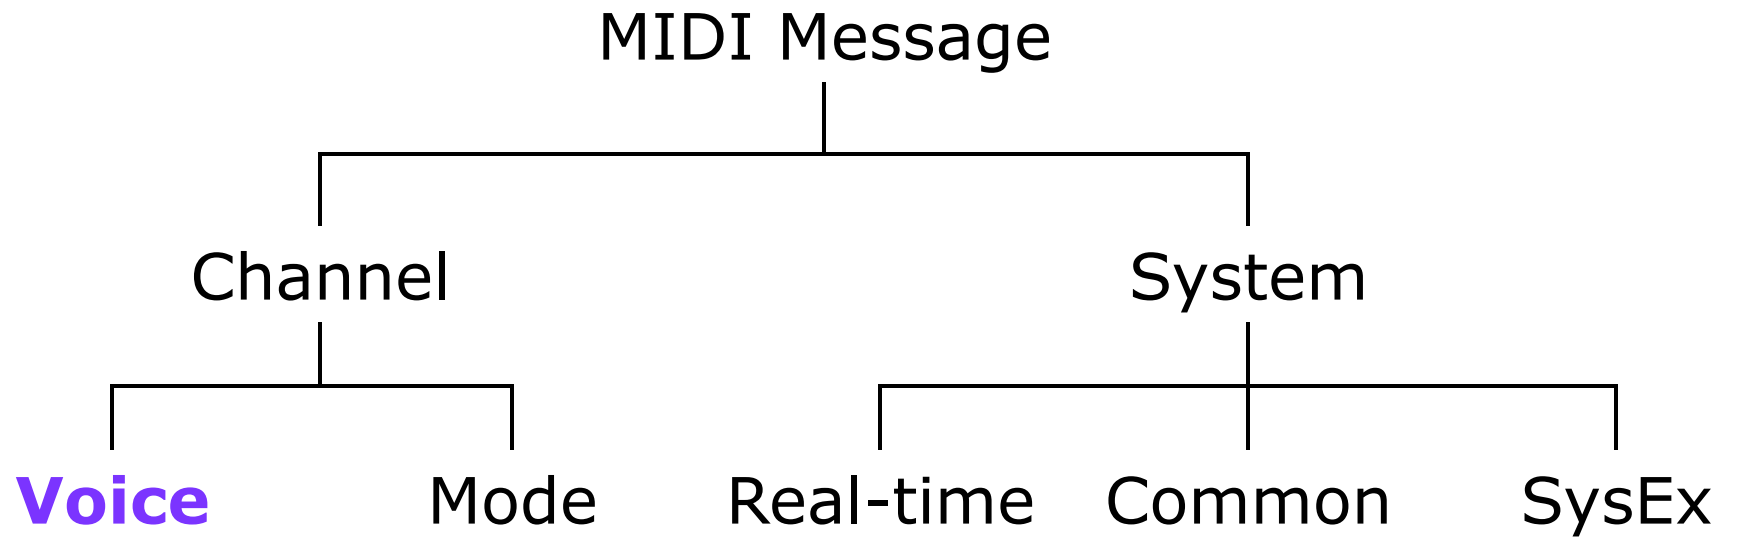 MIDI Message
Channel
System
Voice
Mode
Real-time
Common
SysEx